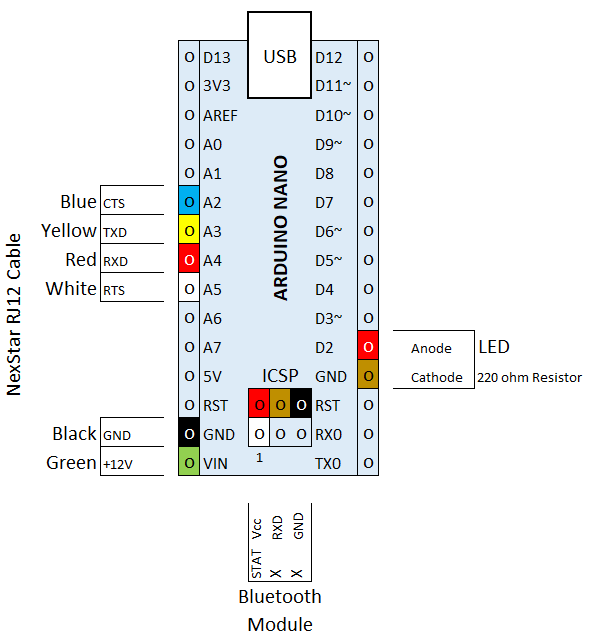 USB
O D13 D12 O
O 3V3 D11~ O
O AREF D10~ O
O A0 D9~ O
O A1 D8 O
Blue CTS O A2 D7 O
Yellow TXD O A3 D6~ O
Red RXD O A4 D5~ O
White RTS O A5 D4 O
O A6 D3~ O
O A7 D2 O Anode LED
O 5V ICSP GND O Cathode 220 ohm Resistor
O RST O O O RST O
Black GND O GND O O O RX0 O
Green +12V O VIN 1 TX0 O
ARDUINO NANO
NexStar RJ12 Cable
STAT Vcc
X RXD
X GND
Bluetooth
Module